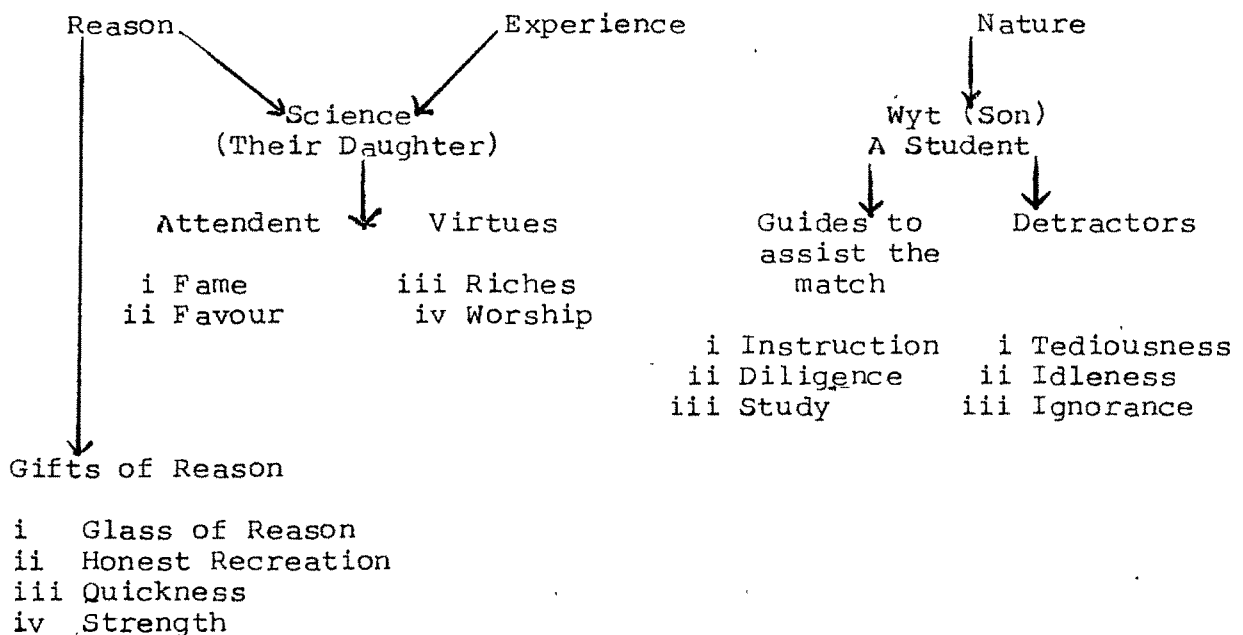 Reason Experience Nature
Science Wyt (Son)
(Their Daughter) A Student
Attendent Virtues Guides to Detractors
assist the
match
i Fame iii Riches
ii Favour iv Worship
i Instruction i Tediousness
ii Diligence ii Idleness
iii Study iii Ignorance
Gifts of Reason
i Glass of Reason
ii Honest Recreation
iii Quickness
iv Strength